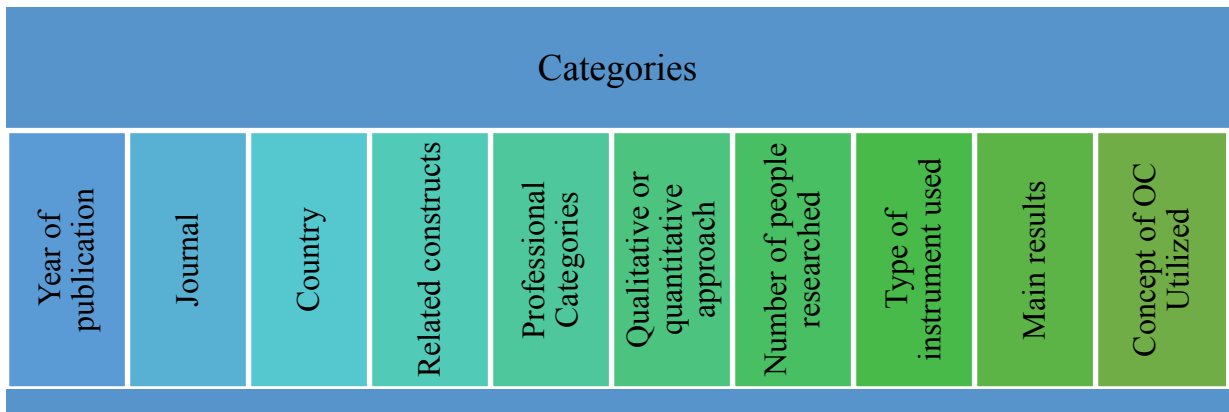 Categories
Year of
publication
Journal
Country
Related constructs
Professional
Categories
Qualitative or
quantitative
approach
Number of people
researched
Type of
instrument used
Main results
Concept of OC
Utilized